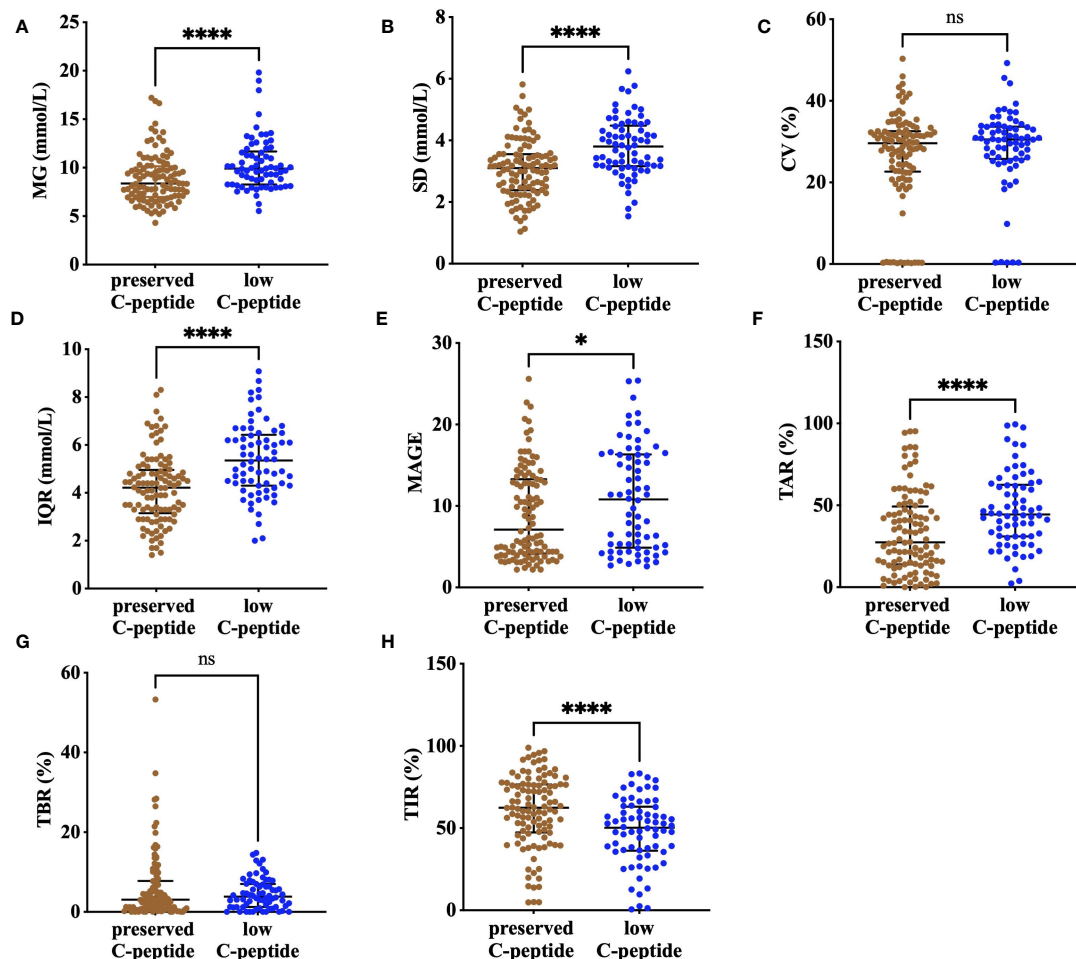 A
MG (mmol/L)
25
20
15
10
5
0
****
preserved
C-peptide
low
C-peptide
B
SD (mmol/L)
8
6
4
2
0
****
preserved
C-peptide
low
C-peptide
C
CV (%)
60
40
20
0
ns
preserved
C-peptide
low
C-peptide
D
IQR (mmol/L)
10
8
6
4
2
0
****
preserved
C-peptide
low
C-peptide
E
MAGE
30
20
10
0
*
preserved
C-peptide
low
C-peptide
F
TAR (%)
150
100
50
0
****
preserved
C-peptide
low
C-peptide
G
TBR (%)
60
40
20
0
ns
preserved
C-peptide
low
C-peptide
H
TIR (%)
150
100
50
0
****
preserved
C-peptide
low
C-peptide